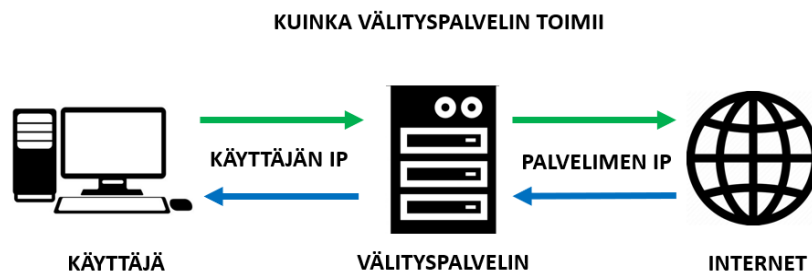 KUINKA VÄLITYSPALVELIN TOIMII
KÄYTTÄJÄN IP
PALVELIMEN IP
KÄYTTÄJÄ
VÄLITYSPALVELIN
INTERNET